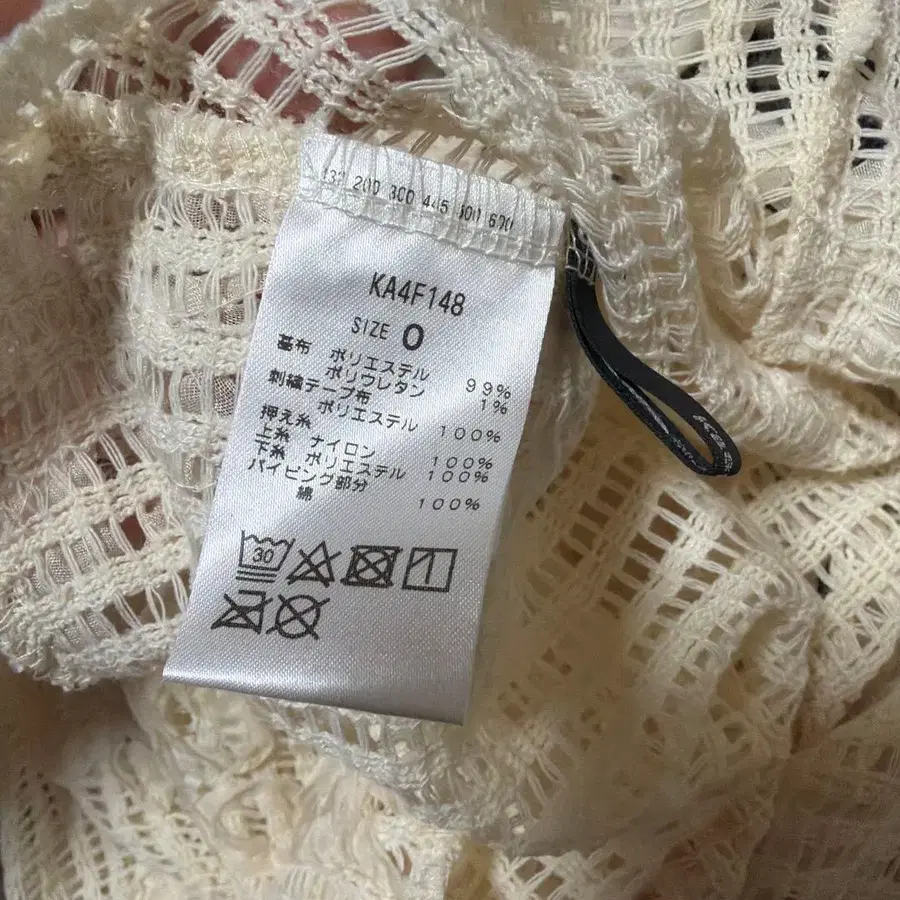 200 300 445 500 600
KA4F148
SIZE 0
基布 ポリエステル 99%
ポリウレタン 1%
刺繍テープ布
ポリエステル 100%
押え糸
上糸 ナイロン 100%
下糸 ポリエステル 100%
パイピング部分
綿 100%
30